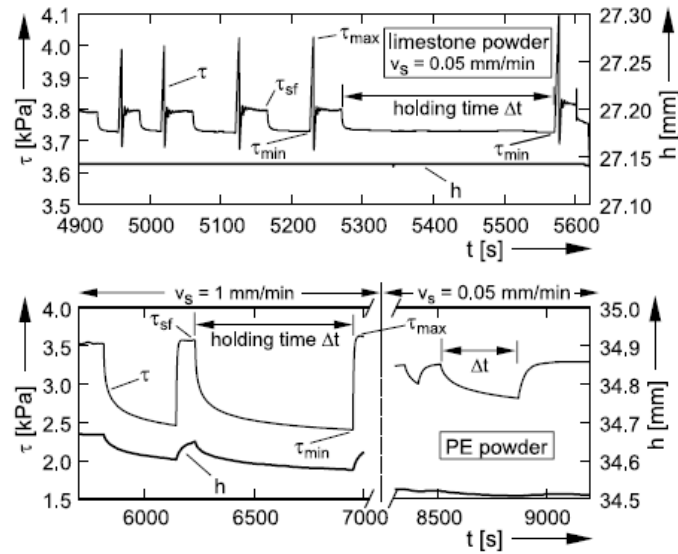 4.1
4.0
3.9
3.8
3.7
3.6
3.5
τ [kPa]
27.30
27.25
27.20
27.15
27.10
h [mm]
τ
τsf
τmax
limestone powder
vs = 0.05 mm/min
holding time Δt
τmin
τmin
h
4900 5000 5100 5200 5300 5400 5500 5600
t [s]
vs = 1 mm/min
vs = 0.05 mm/min
4.0
3.5
3.0
2.5
2.0
1.5
τ [kPa]
35.0
34.9
34.8
34.7
34.6
34.5
h [mm]
τsf
τmax
holding time Δt
Δt
τ
τmin
h
PE powder
6000 6500 7000 8500 9000
t [s]